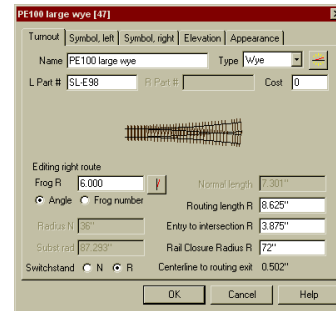 PE100 large wye [47]
Turnout Symbol, left Symbol, right Elevation Appearance
Name PE100 large wye Type Wye
L Part # SL-E98 R Part # Cost 0
Editing right route
Frog R 6.000 Normal length 7.301"
Angle Frog number Routing length R 8.625"
Radius N 36" Entry to intersection R 3.875"
Subst rad 87.293" Rail Closure Radius R 72"
Switchstand N R Centerline to routing exit 0.502"
OK Cancel Help